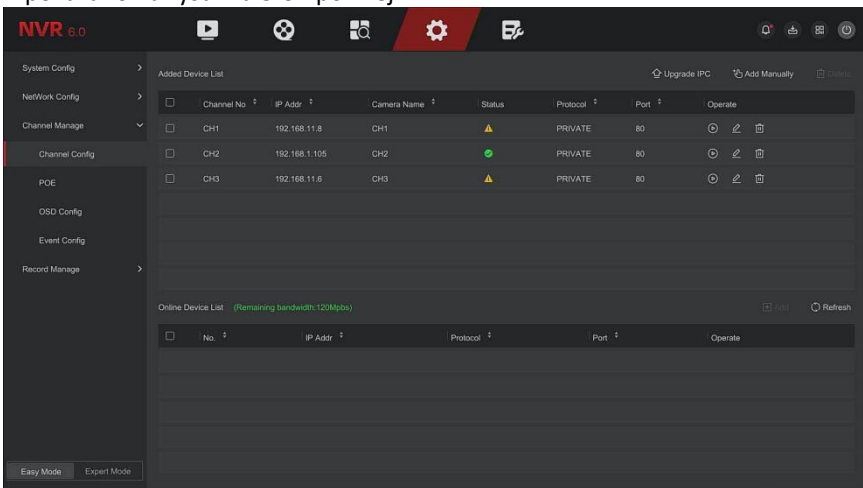 NVR 6.0
System Config
NetWork Config
Channel Manage
Channel Config
POE
OSD Config
Event Config
Record Manage
Easy Mode Expert Mode
Added Device List Upgrade IPC Add Manually Delete
Channel No IP Addr Camera Name Status Protocol Port Operate
CH1 192.168.11.8 CH1 PRIVATE 80
CH2 192.168.1.105 CH2 PRIVATE 80
CH3 192.168.11.6 CH3 PRIVATE 80
Online Device List (Remaining bandwidth:120Mpbs) Add Refresh
No. IP Addr Protocol Port Operate